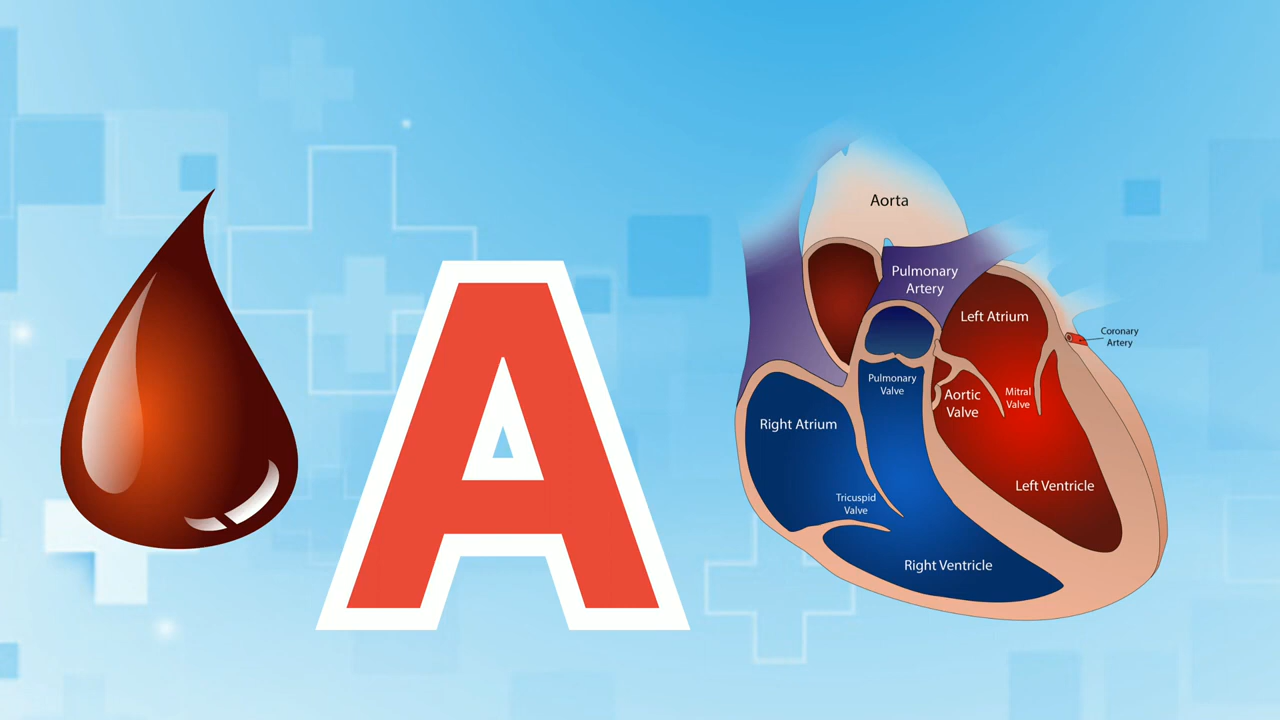 A
Aorta
Pulmonary
Artery
Left Atrium
Coronary
Artery
Pulmonary
Valve
Aortic
Valve
Mitral
Valve
Right Atrium
Left Ventricle
Tricuspid
Valve
Right Ventricle